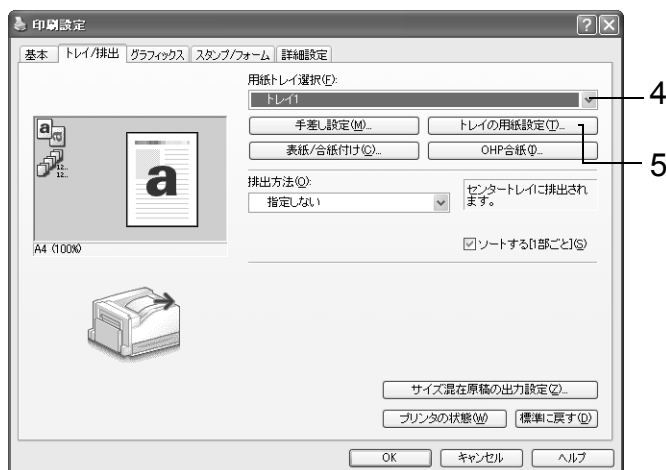 印刷設定
基本 トレイ/排出 グラフィックス スタンプ/フォーム 詳細設定
用紙トレイ選択(F):
トレイ1
4
手差し設定(M)... トレイの用紙設定(T)...
表紙/合紙付け(C)... OHP合紙(I)...
5
排出方法(O):
指定しない
センタートレイに排出され
ます。
ソートする[1部ごと](S)
a a
12..
12..
a
A4 (100%)
サイズ混在原稿の出力設定(Z)...
プリンタの状態(W) 標準に戻す(D)
OK キャンセル ヘルプ